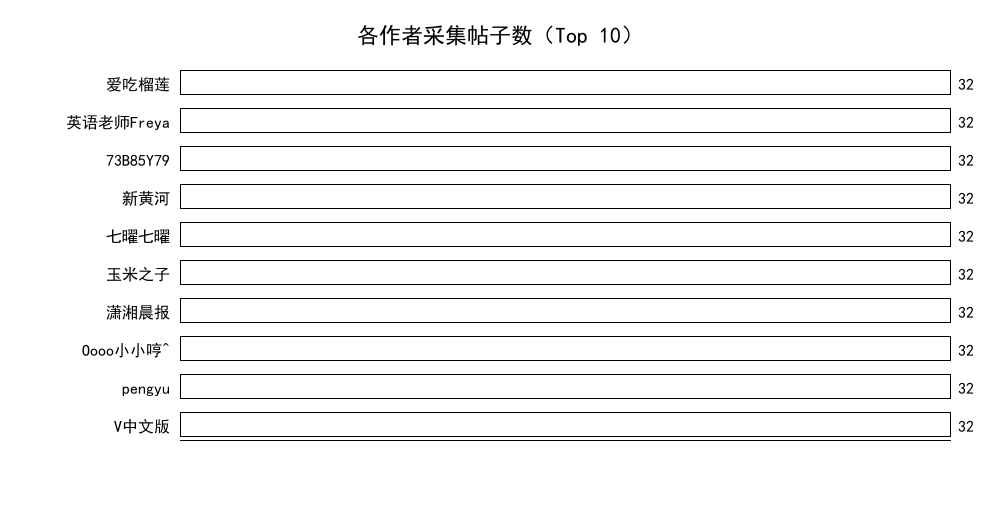 各作者采集帖子数（Top 10）
爱吃榴莲 32
英语老师Freya 32
73B85Y79 32
新黄河 32
七曜七曜 32
玉米之子 32
潇湘晨报 32
Oooo小小哼^ 32
pengyu 32
V中文版 32